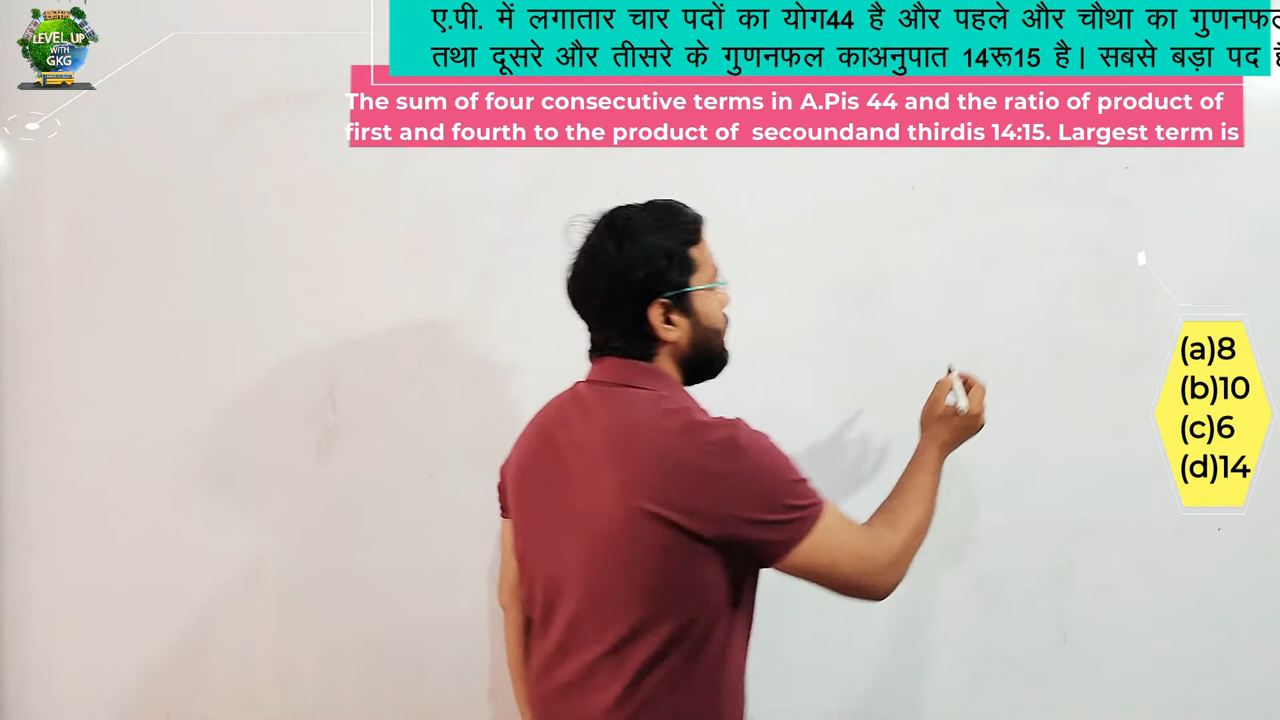 LEVEL UP
WITH
GKG
ए.पी. में लगातार चार पदों का योग44 है और पहले और चौथा का गुणनफल
तथा दूसरे और तीसरे के गुणनफल काअनुपात 14रू15 है। सबसे बड़ा पद
The sum of four consecutive terms in A.Pis 44 and the ratio of product of
first and fourth to the product of secoundand thirdis 14:15. Largest term is
(a)8
(b)10
(c)6
(d)14